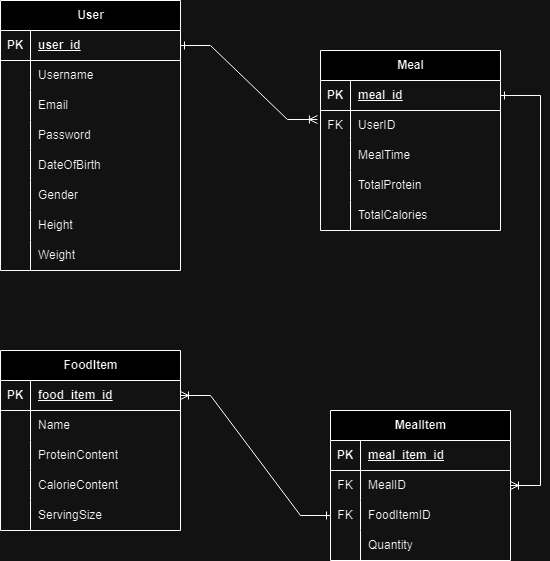 User
PK user_id
Username
Email
Password
DateOfBirth
Gender
Height
Weight
Meal
PK meal_id
FK UserID
MealTime
TotalProtein
TotalCalories
FoodItem
PK food_item_id
Name
ProteinContent
CalorieContent
ServingSize
MealItem
PK meal_item_id
FK MealID
FK FoodItemID
Quantity